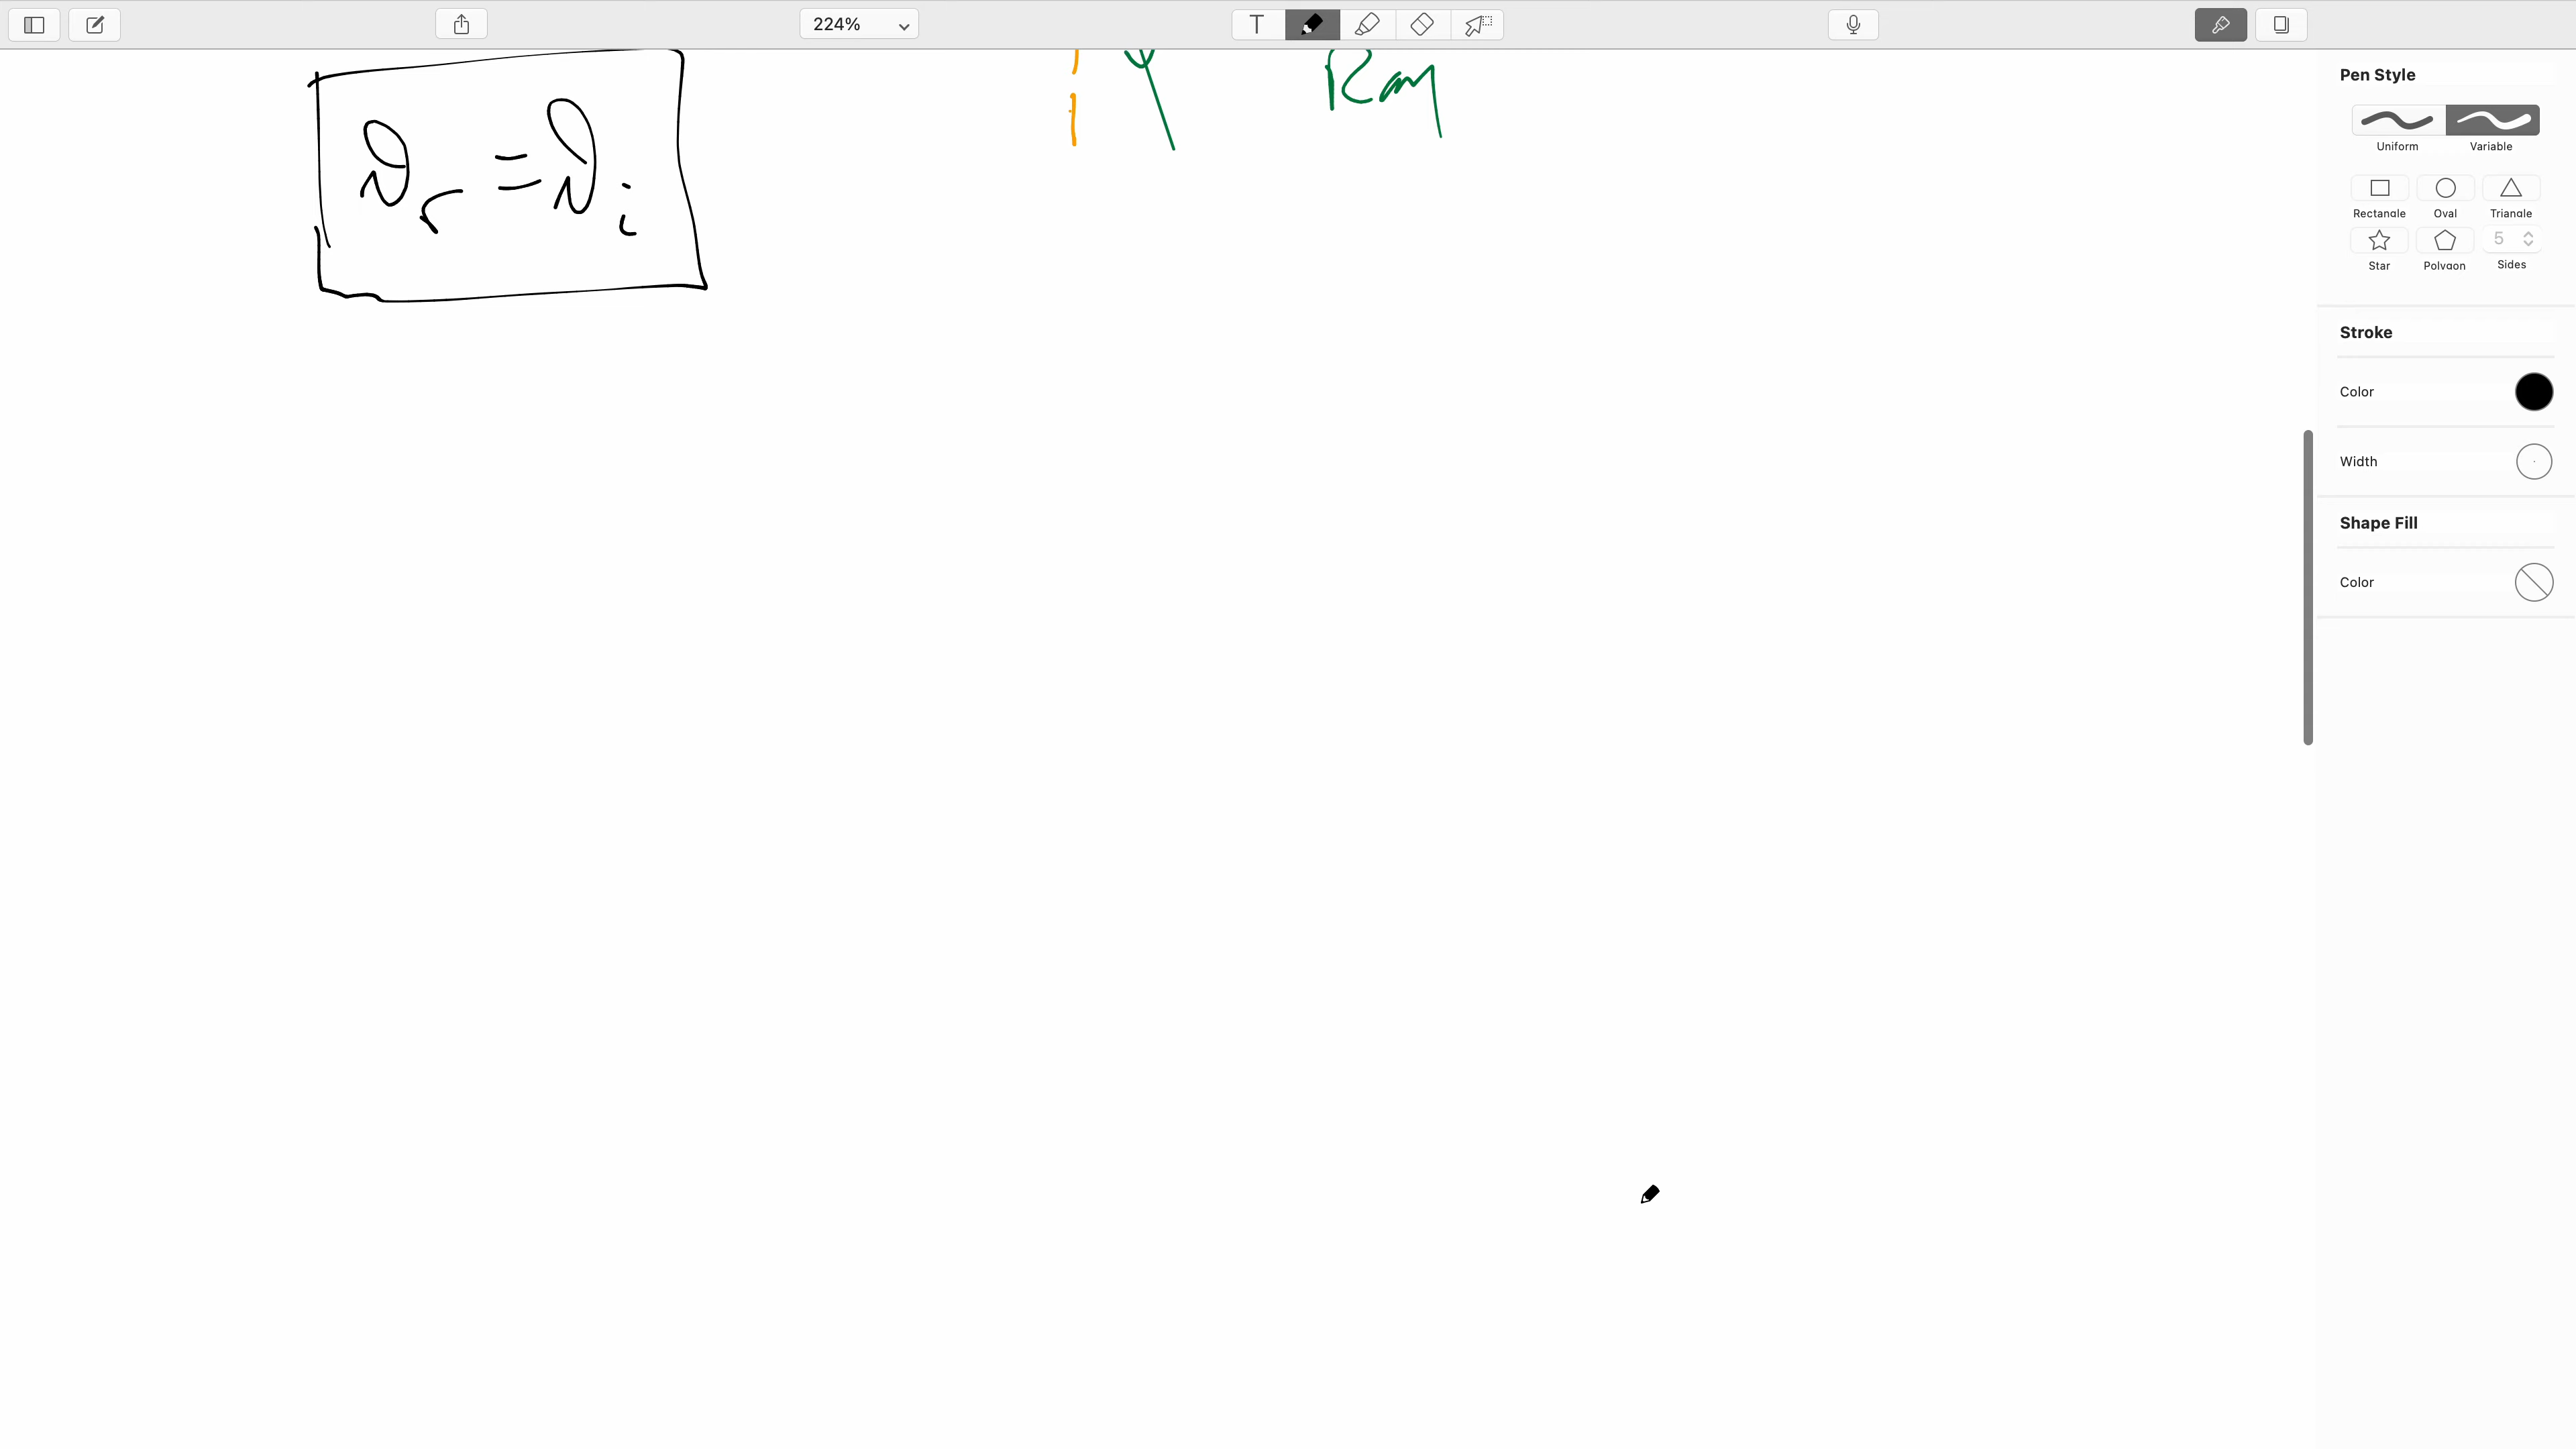 224%
T
Ray
ϑr = ϑi
Pen Style
Uniform Variable
Rectangle Oval Triangle
5
Star Polygon Sides
Stroke
Color
Width
Shape Fill
Color